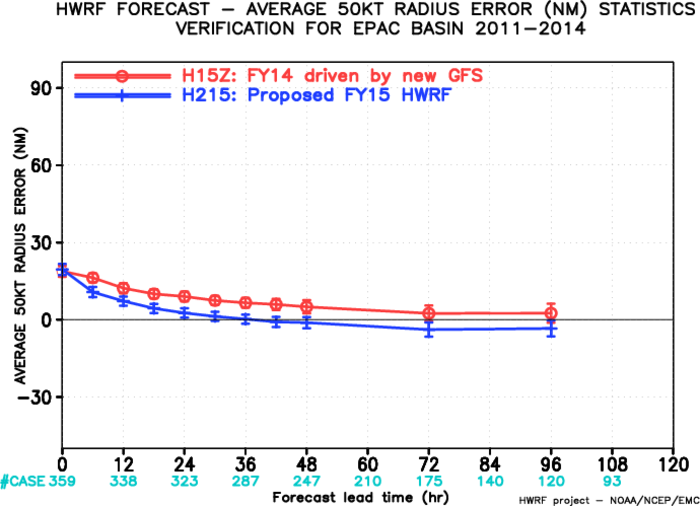 HWRF FORECAST – AVERAGE 50KT RADIUS ERROR (NM) STATISTICS
VERIFICATION FOR EPAC BASIN 2011–2014
H15Z: FY14 driven by new GFS
H215: Proposed FY15 HWRF
AVERAGE 50KT RADIUS ERROR (NM)
90
60
30
0
–30
0 12 24 36 48 60 72 84 96 108 120
#CASE 359 338 323 287 247 210 175 140 120 93
Forecast lead time (hr)
HWRF project – NOAA/NCEP/EMC